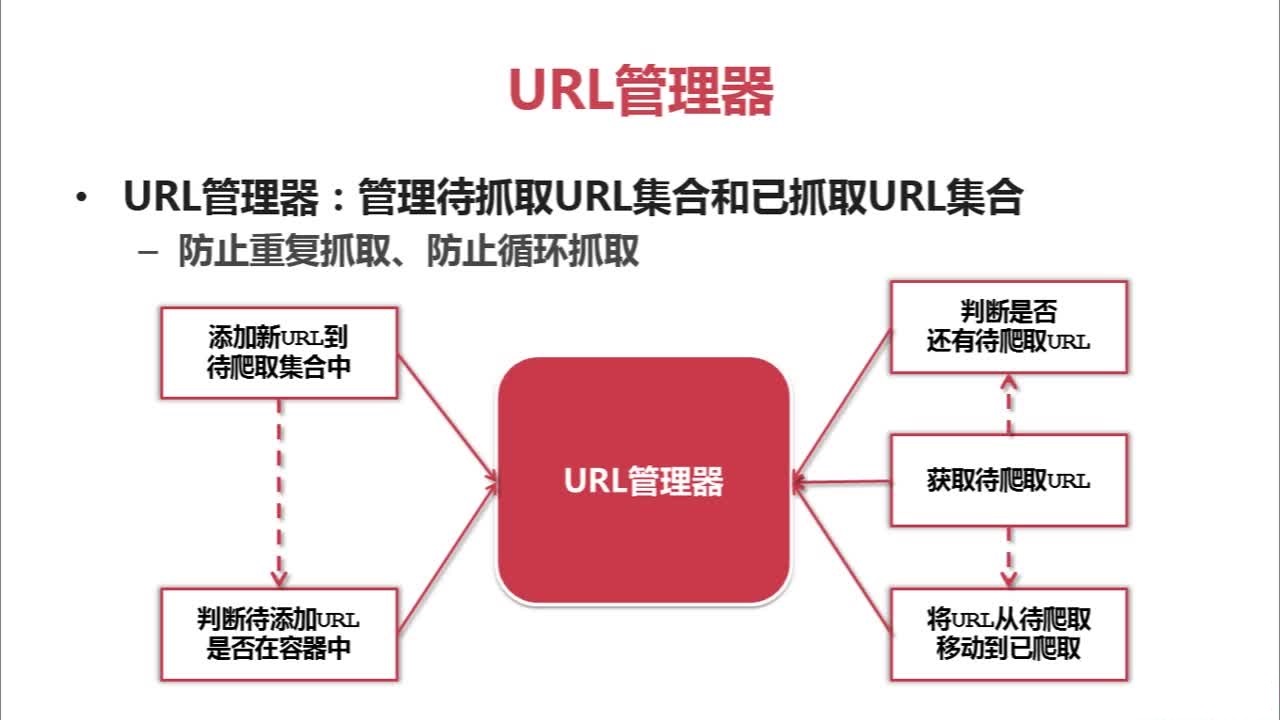 URL管理器
• URL管理器：管理待抓取URL集合和已抓取URL集合
– 防止重复抓取、防止循环抓取
添加新URL到
待爬取集合中
判断待添加URL
是否在容器中
URL管理器
判断是否
还有待爬取URL
获取待爬取URL
将URL从待爬取
移动到已爬取